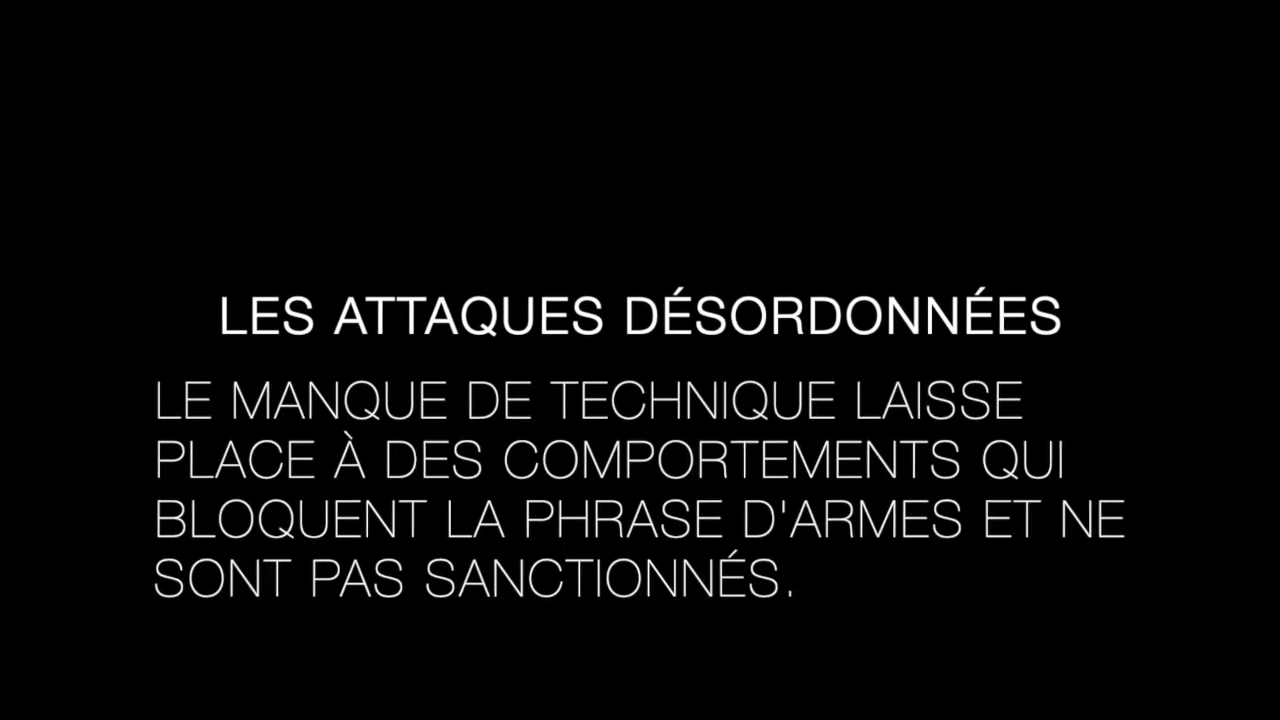 LES ATTAQUES DÉSORDONNÉES
LE MANQUE DE TECHNIQUE LAISSE
PLACE À DES COMPORTEMENTS QUI
BLOQUENT LA PHRASE D'ARMES ET NE
SONT PAS SANCTIONNÉS.